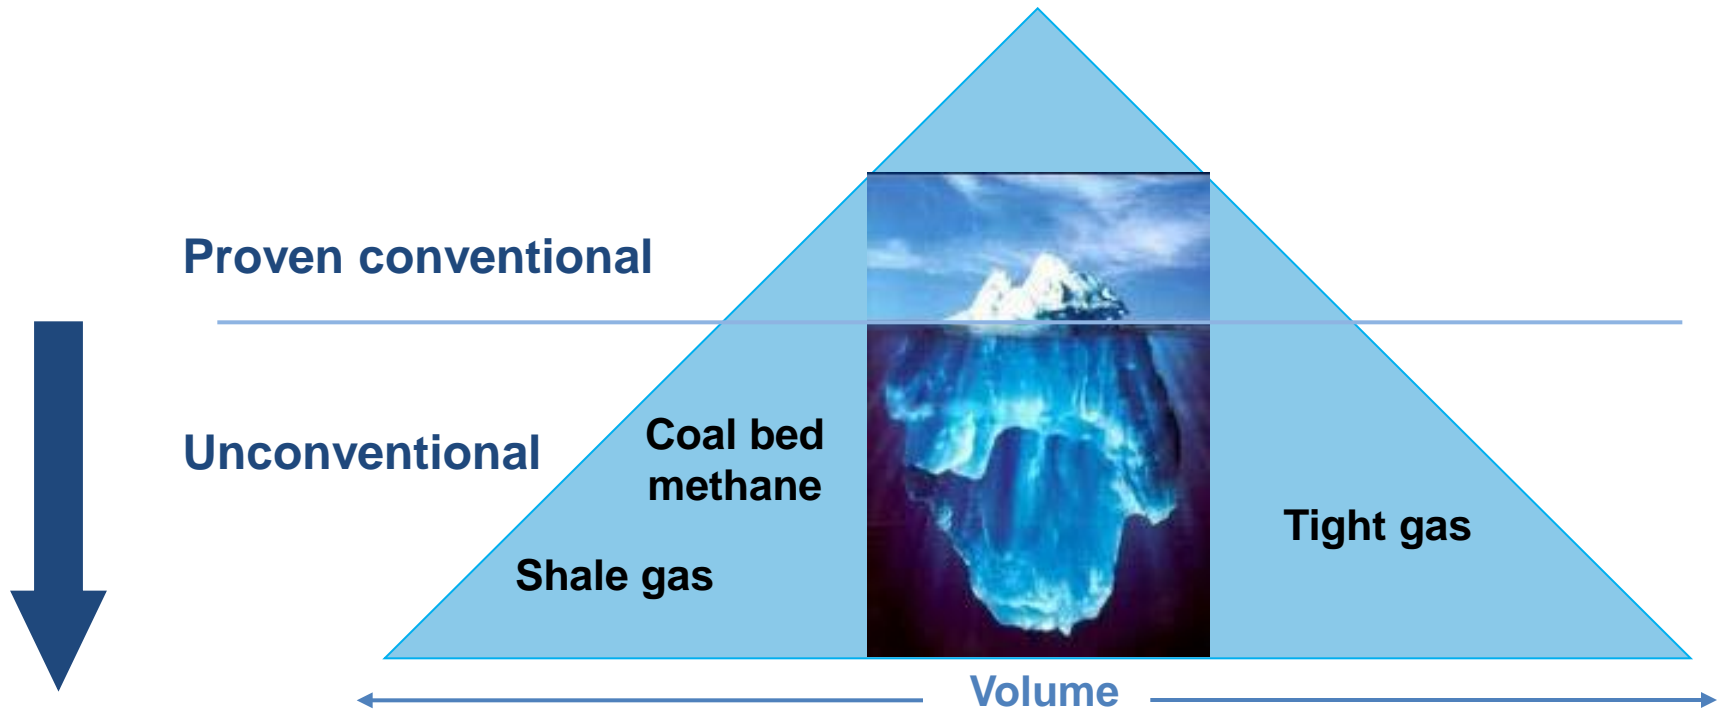 Proven conventional
Unconventional
Coal bed
methane
Shale gas
Tight gas
Volume